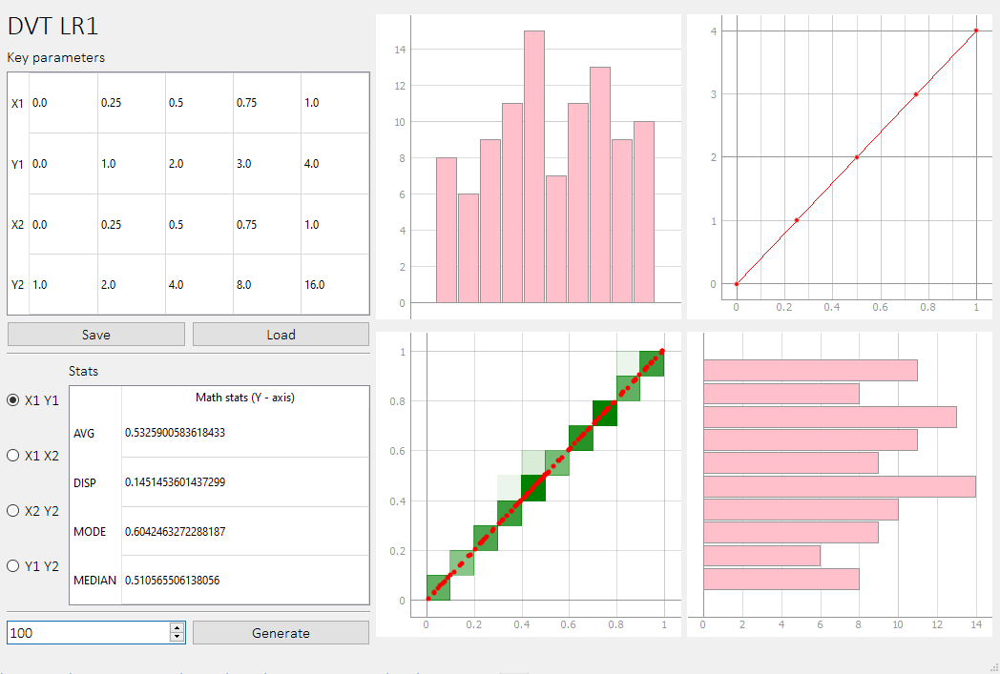 DVT LR1
Key parameters
X1 0.0 0.25 0.5 0.75 1.0
Y1 0.0 1.0 2.0 3.0 4.0
X2 0.0 0.25 0.5 0.75 1.0
Y2 1.0 2.0 4.0 8.0 16.0
Save Load
Stats
Math stats (Y - axis)
X1 Y1
X1 X2
X2 Y2
Y1 Y2
AVG 0.5325900583618433
DISP 0.1451453601437299
MODE 0.6042463272288187
MEDIAN 0.510565506138056
100 Generate
14
12
10
8
6
4
2
0
4
3
2
1
0
0 0.2 0.4 0.6 0.8 1
1
0.8
0.6
0.4
0.2
0
0 0.2 0.4 0.6 0.8 1
0 2 4 6 8 10 12 14